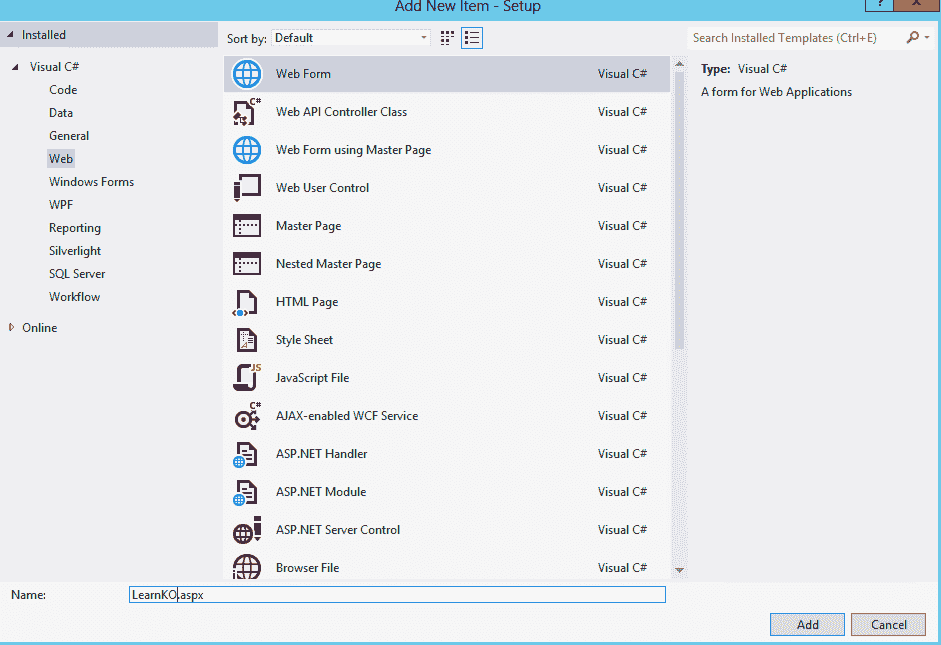 Add New Item - Setup
?
x
Installed
Sort by: Default
Search Installed Templates (Ctrl+E)
Visual C#
Code
Data
General
Web
Windows Forms
WPF
Reporting
Silverlight
SQL Server
Workflow
Online
Web Form Visual C#
C#
Web API Controller Class Visual C#
Web Form using Master Page Visual C#
Web User Control Visual C#
Master Page Visual C#
Nested Master Page Visual C#
HTML Page Visual C#
A
Style Sheet Visual C#
JS
JavaScript File Visual C#
C#
AJAX-enabled WCF Service Visual C#
ASP.NET Handler Visual C#
ASP.NET Module Visual C#
ASP.NET Server Control Visual C#
Browser File Visual C#
Type: Visual C#
A form for Web Applications
Name: LearnKO.aspx
Add Cancel